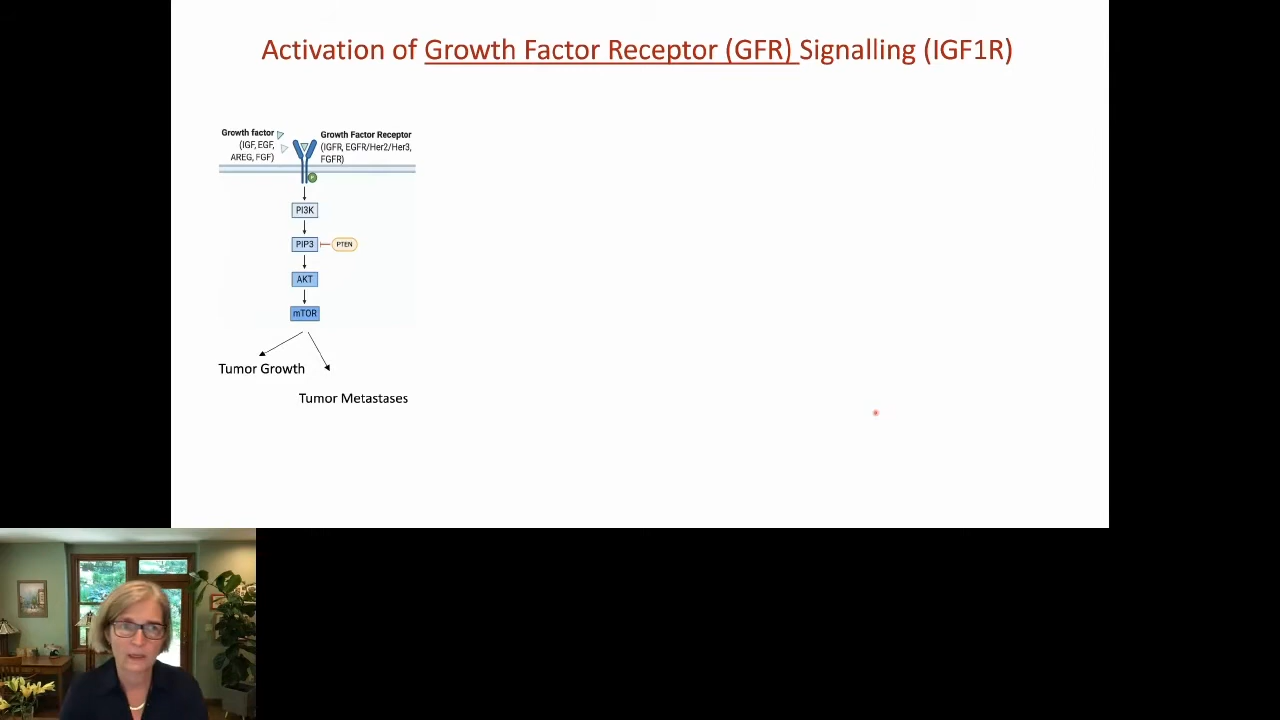 Activation of Growth Factor Receptor (GFR) Signalling (IGF1R)
Growth factor
(IGF, EGF,
AREG, FGF)
Growth Factor Receptor
(IGFR, EGFR/Her2/Her3,
FGFR)
PI3K
PIP3
PTEN
AKT
mTOR
Tumor Growth
Tumor Metastases